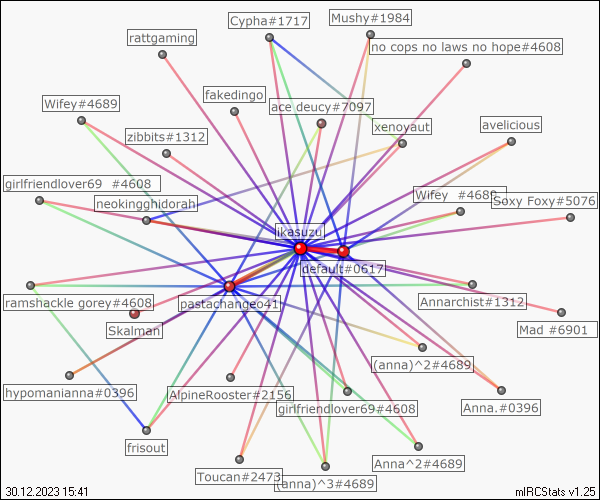 Cypha#1717
Mushy#1984
rattgaming
no cops no laws no hope#4608
fakedingo
Wifey#4689
ace deucy#7097
zibbits#1312
xenoyaut
avelicious
girlfriendlover69 #4608
Wifey #4689
neokingghidorah
Soxy Foxy#5076
ikasuzu
default#0617
ramshackle gorey#4608
pastachangeo41
Annarchist#1312
Skalman
Mad #6901
(anna)^2#4689
hypomanianna#0396
AlpineRooster#2156
girlfriendlover69#4608
Anna.#0396
frisout
Anna^2#4689
Toucan#2473
(anna)^3#4689
30.12.2023 15:41
mIRCStats v1.25